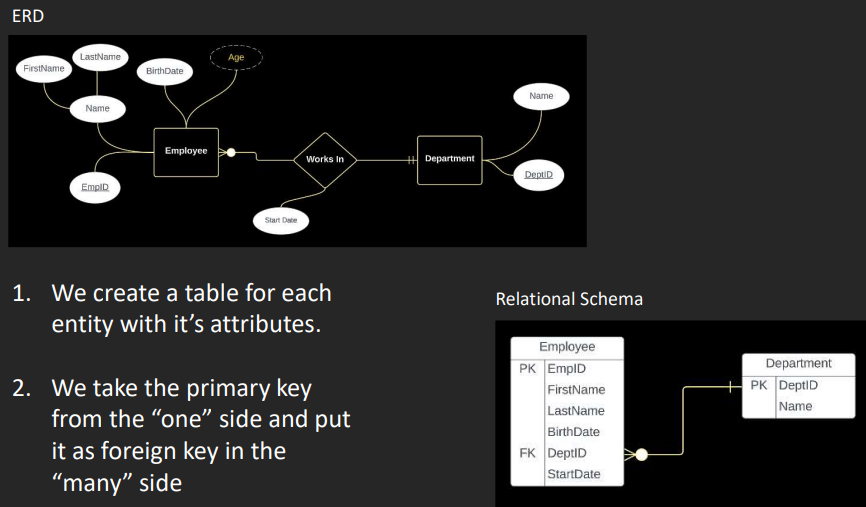 ERD
LastName
FirstName
Age
BirthDate
Name
Name
Employee
Works In
Department
DeptID
EmpID
Start Date
1. We create a table for each
entity with it’s attributes.
2. We take the primary key
from the “one” side and put
it as foreign key in the
“many” side
Relational Schema
Employee
PK EmpID
FirstName
LastName
BirthDate
FK DeptID
StartDate
Department
PK DeptID
Name